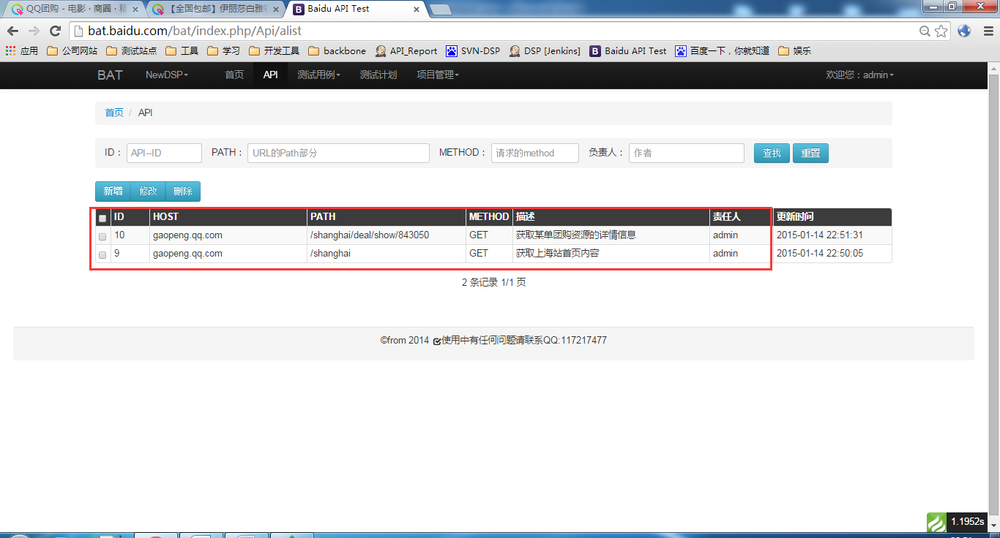 QQ团购 - 电影 · 商圈 · 精
【全国包邮】伊丽莎白雅
Baidu API Test
bat.baidu.com/bat/index.php/Api/alist
应用 公司网站 测试站点 工具 学习 开发工具 backbone API_Report SVN-DSP DSP [Jenkins] Baidu API Test 百度一下，你就知道 娱乐
BAT NewDSP 首页 API 测试用例 测试计划 项目管理 欢迎您：admin
首页 / API
ID： API--ID PATH： URL的Path部分 METHOD： 请求的method 负责人： 作者 查找 重置
新增 修改 删除
ID HOST PATH METHOD 描述 责任人 更新时间
10 gaopeng.qq.com /shanghai/deal/show/843050 GET 获取某单团购资源的详情信息 admin 2015-01-14 22:51:31
9 gaopeng.qq.com /shanghai GET 获取上海站首页内容 admin 2015-01-14 22:50:05
2 条记录 1/1 页
©from 2014 使用中有任何问题请联系QQ:117217477
1.1952s